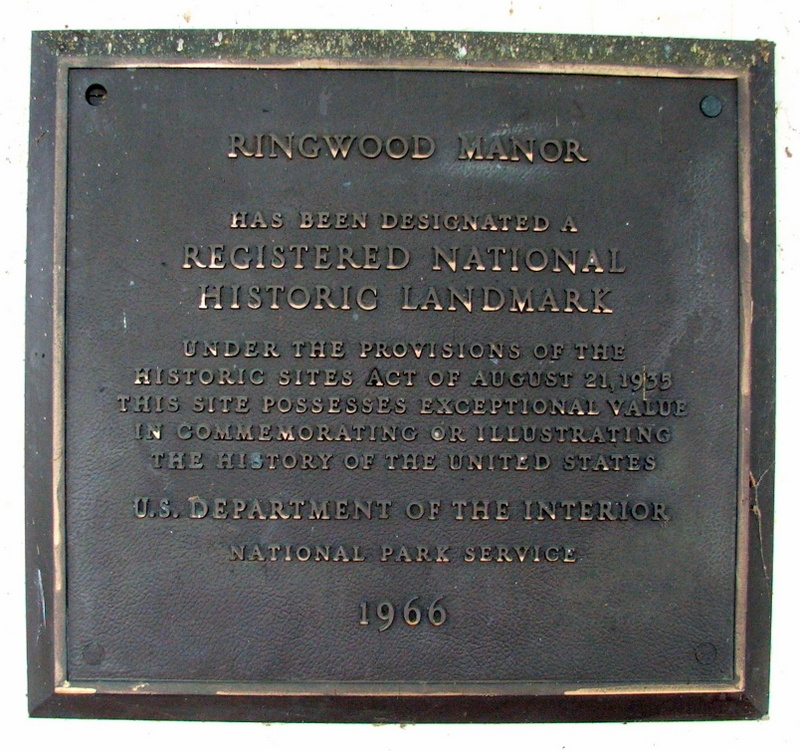 RINGWOOD MANOR
HAS BEEN DESIGNATED A
REGISTERED NATIONAL
HISTORIC LANDMARK
UNDER THE PROVISIONS OF THE
HISTORIC SITES ACT OF AUGUST 21, 1935
THIS SITE POSSESSES EXCEPTIONAL VALUE
IN COMMEMORATING OR ILLUSTRATING
THE HISTORY OF THE UNITED STATES
U.S. DEPARTMENT OF THE INTERIOR
NATIONAL PARK SERVICE
1966